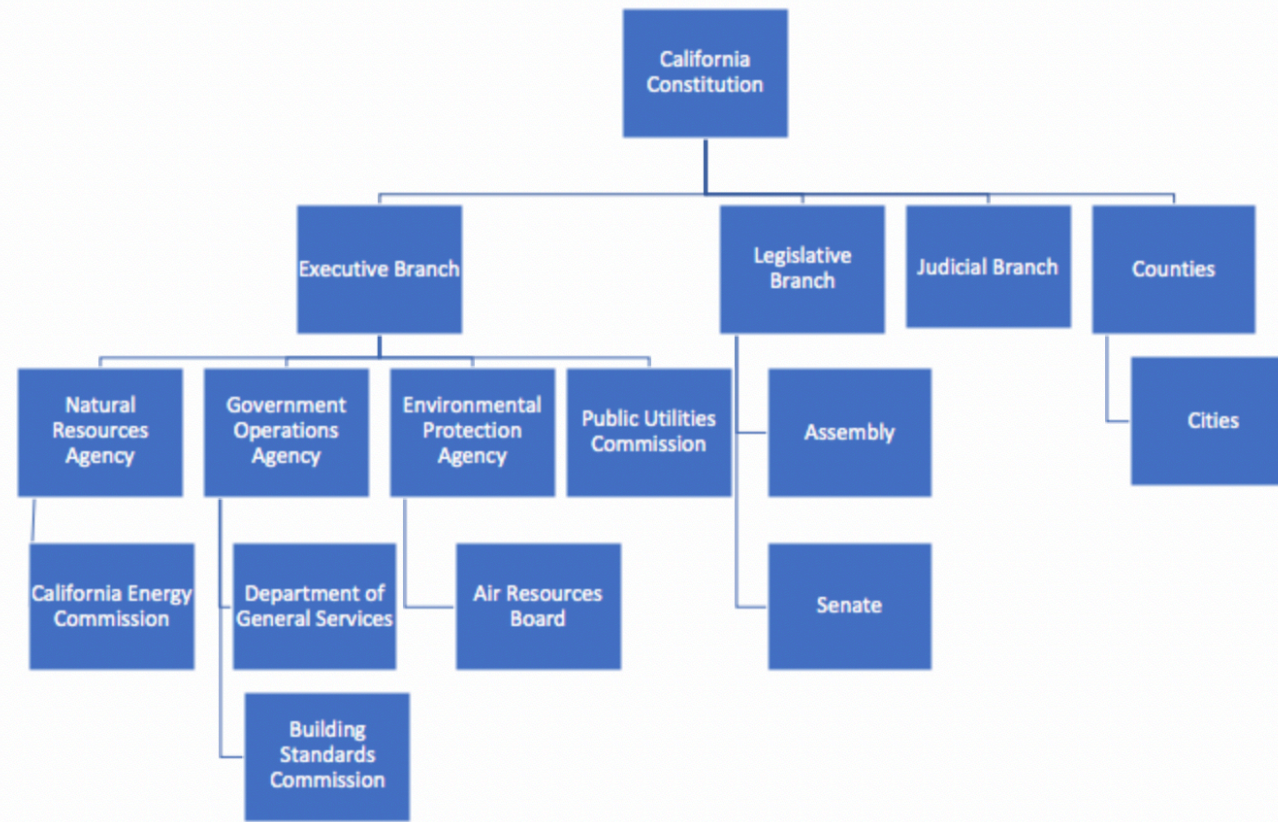 California
Constitution
Executive Branch
Legislative
Branch
Judicial Branch
Counties
Natural
Resources
Agency
Government
Operations
Agency
Environmental
Protection
Agency
Public Utilities
Commission
Assembly
Cities
California Energy
Commission
Department of
General Services
Air Resources
Board
Senate
Building
Standards
Commission